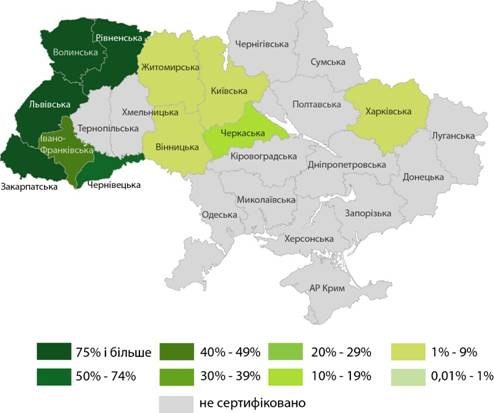 Рівненська
Волинська
Чернігівська
Сумська
Житомирська
Київська
Львівська
Хмельницька
Полтавська
Харківська
Івано-
Франківська
Тернопільська
Черкаська
Луганська
Вінницька
Кіровоградська
Дніпропетровська
Закарпатська
Чернівецька
Донецька
Миколаївська
Одеська
Запорізька
Херсонська
АР Крим
75% і більше
40% - 49%
20% - 29%
1% - 9%
50% - 74%
30% - 39%
10% - 19%
0,01% - 1%
не сертифіковано